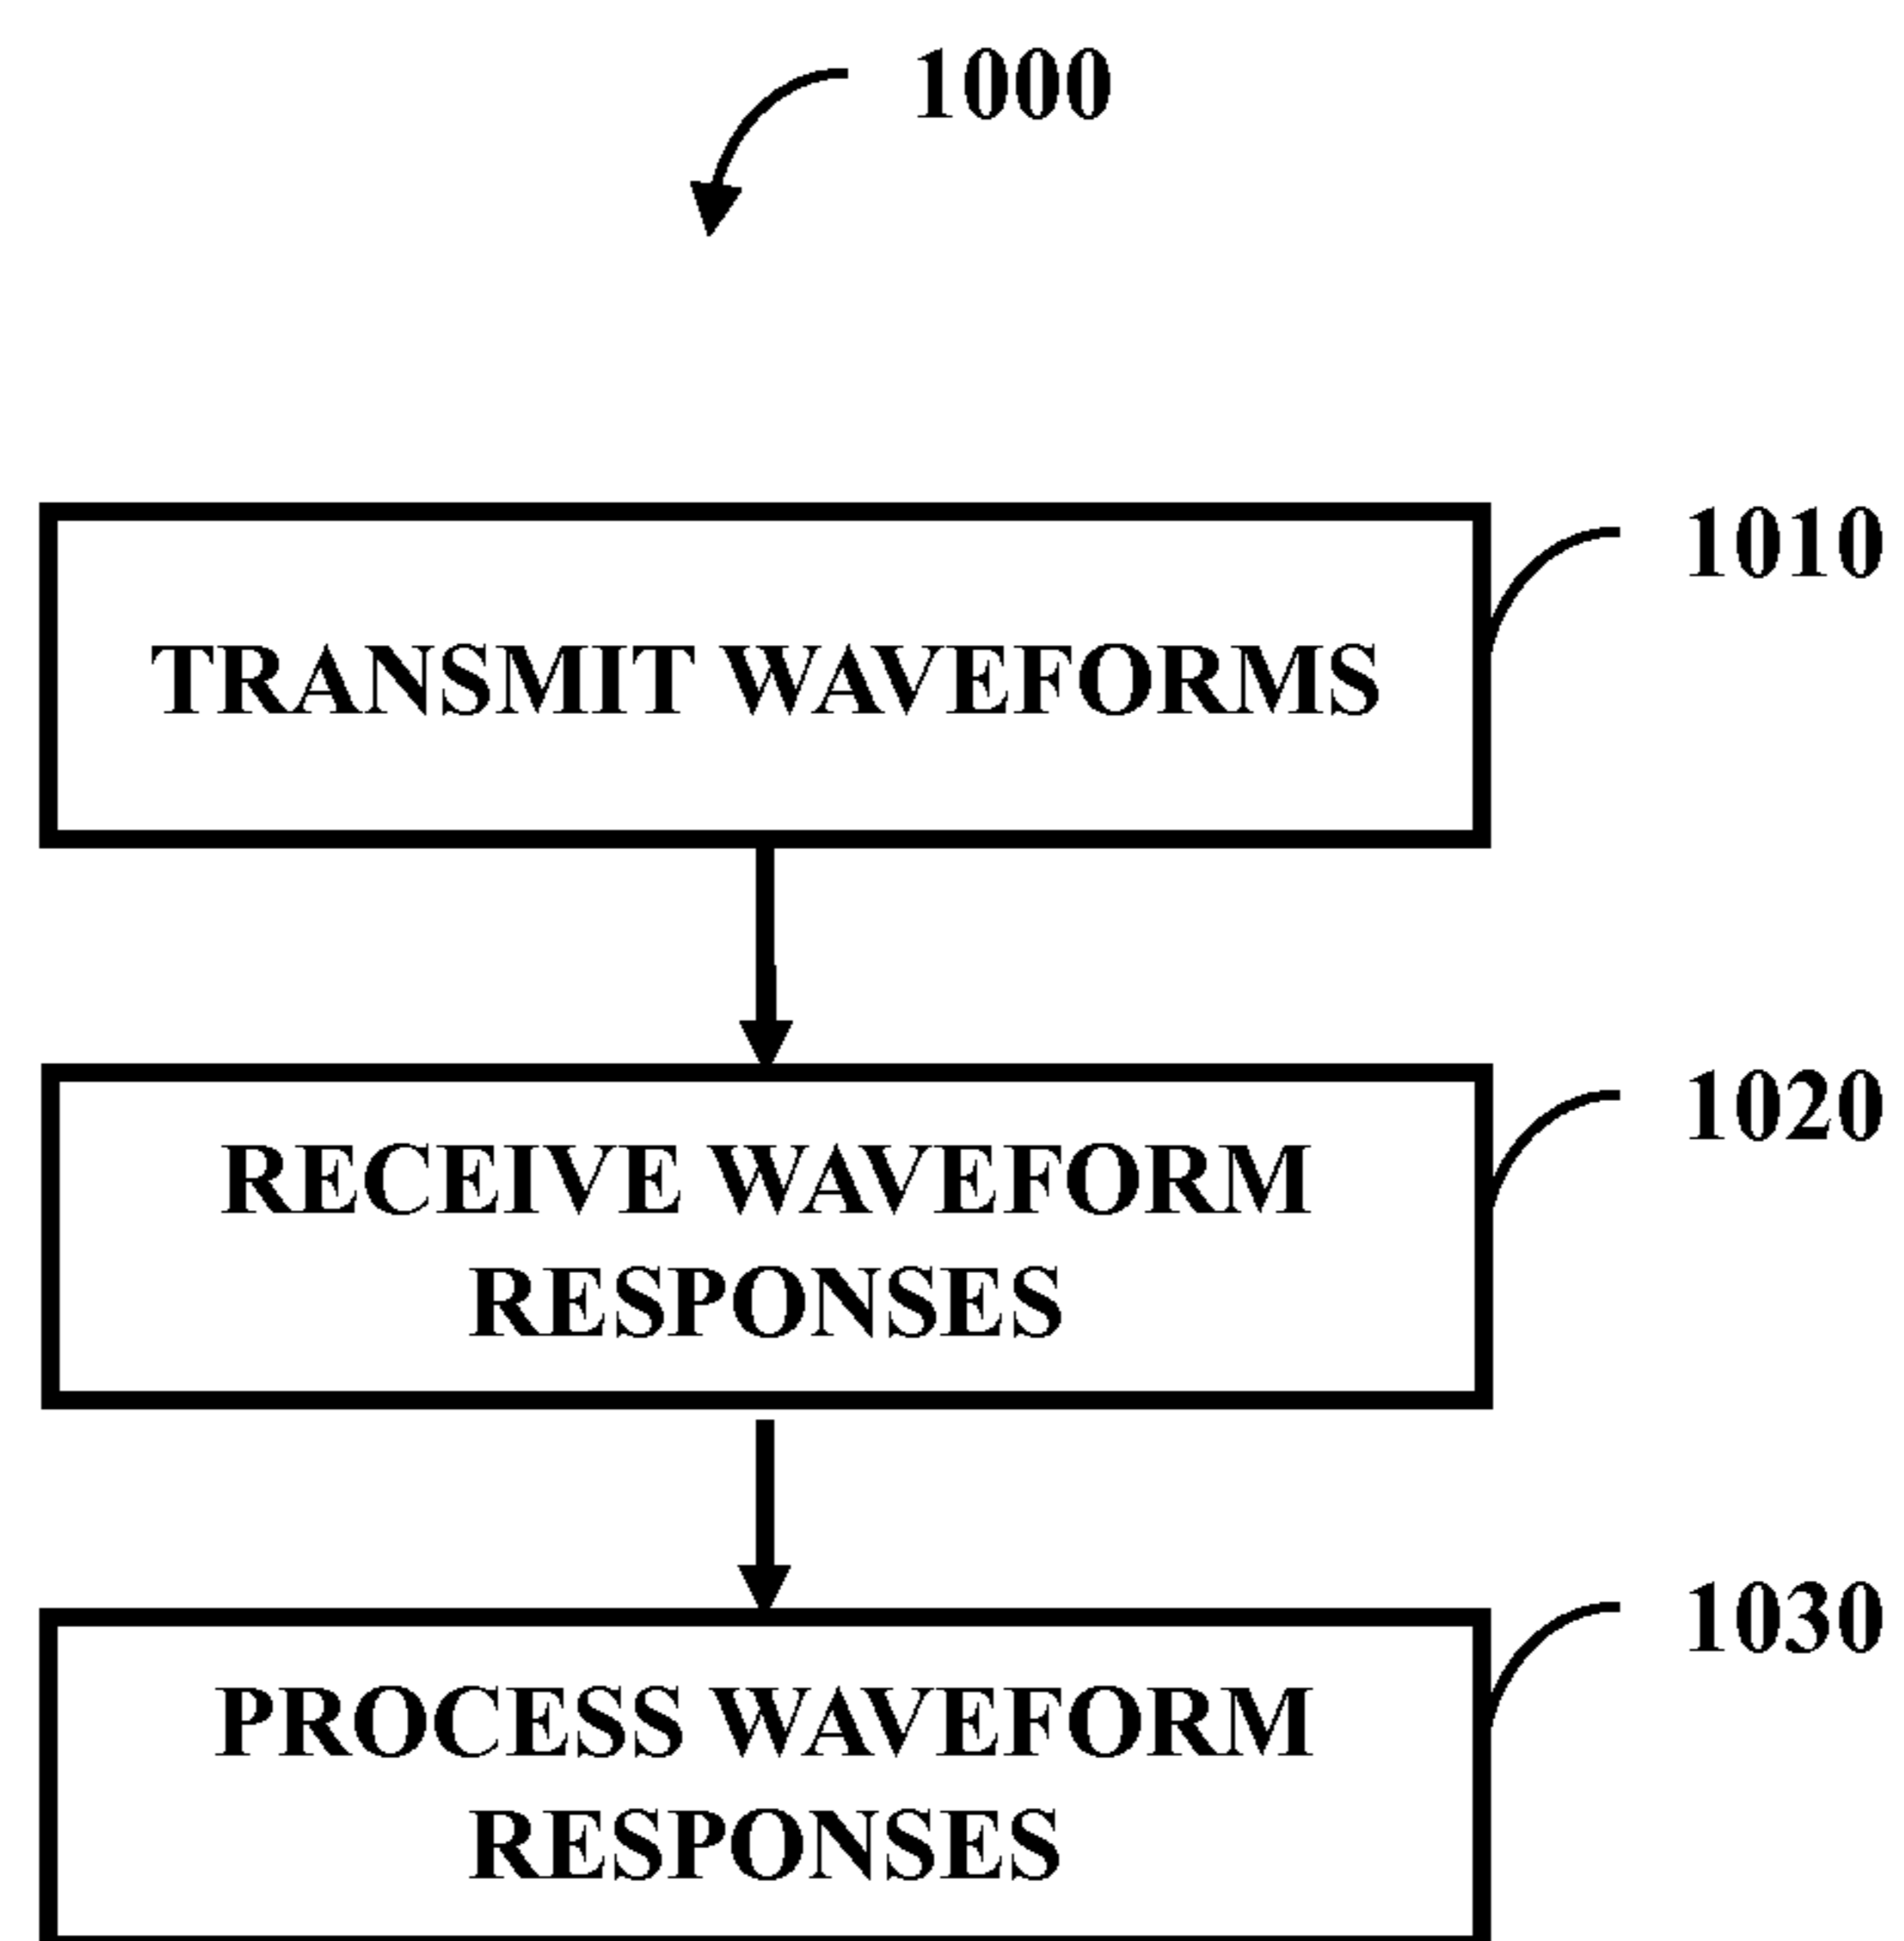 1000
1010
TRANSMIT WAVEFORMS
1020
RECEIVE WAVEFORM
RESPONSES
1030
PROCESS WAVEFORM
RESPONSES